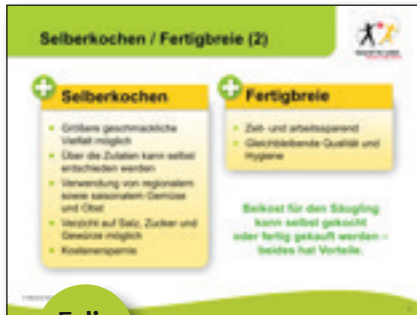 Selberkochen / Fertigbreie (2)
Selberkochen
Größere geschmackliche
Vielfalt möglich
Über die Zutaten kann selbst
entschieden werden
Verwendung von regionalem
sowie saisonalem Gemüse
und Obst
Verzicht auf Salz, Zucker und
Gewürze möglich
Kostenersparnis
Fertigbreie
Zeit- und arbeitssparend
Gleichbleibende Qualität und
Hygiene
Beikost für den Säugling
kann selbst gekocht
oder fertig gekauft werden –
beides hat Vorteile.